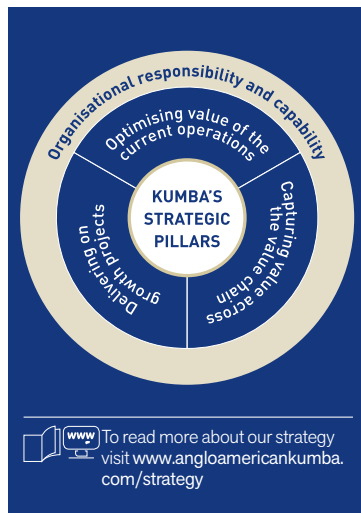 Organisational responsibility and capability
Optimising value of the
current operations
KUMBA'S
STRATEGIC
PILLARS
Capturing value across
the value chain
Delivering on
growth projects
www
To read more about our strategy
visit www.angloamericankumba.
com/strategy